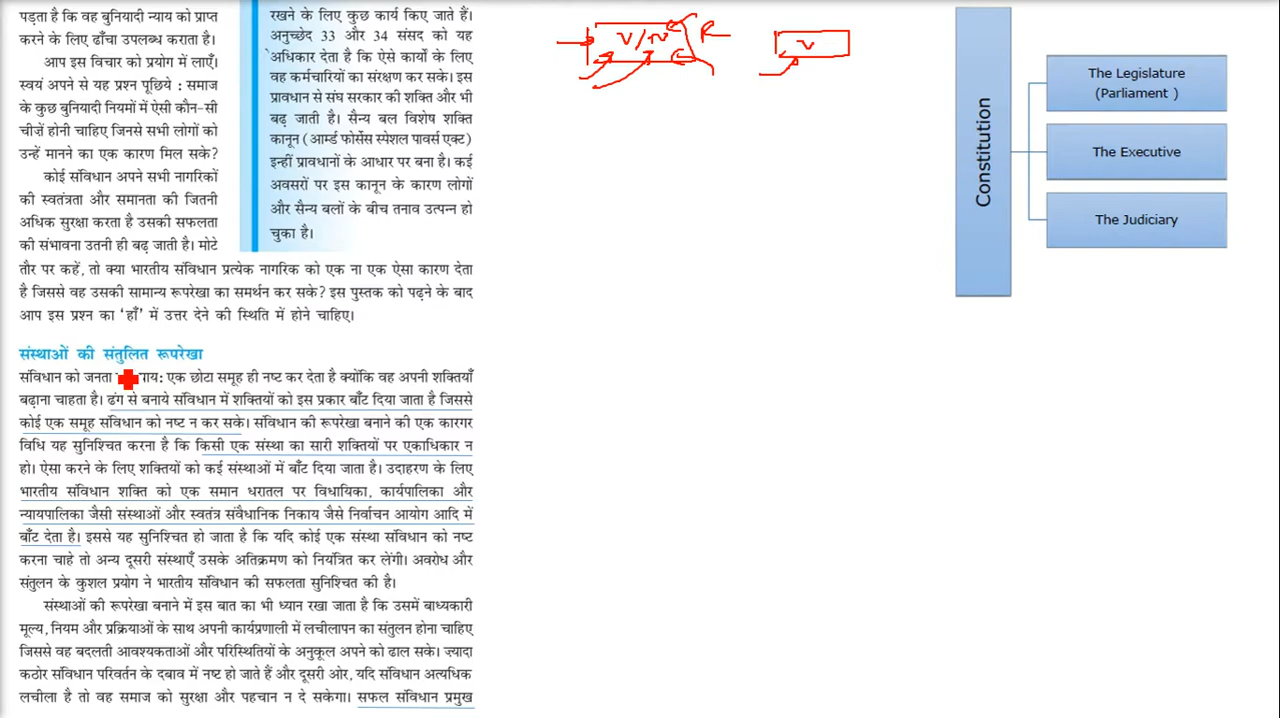 पड़ता है कि वह बुनियादी न्याय को प्राप्त
करने के लिए ढाँचा उपलब्ध कराता है।
आप इस विचार को प्रयोग में लाएँ।
स्वयं अपने से यह प्रश्न पूछिये : समाज
के कुछ बुनियादी नियमों में ऐसी कौन-सी
चीज़ें होनी चाहिए जिनसे सभी लोगों को
उन्हें मानने का एक कारण मिल सके?
कोई संविधान अपने सभी नागरिकों
की स्वतंत्रता और समानता की जितनी
अधिक सुरक्षा करता है उसकी सफलता
की संभावना उतनी ही बढ़ जाती है। मोटे
रखने के लिए कुछ कार्य किए जाते हैं।
अनुच्छेद 33 और 34 संसद को यह
अधिकार देता है कि ऐसे कार्यों के लिए
वह कर्मचारियों का संरक्षण कर सके। इस
प्रावधान से संघ सरकार की शक्ति और भी
बढ़ जाती है। सैन्य बल विशेष शक्ति
कानून (आर्म्ड फोर्सेस स्पेशल पावर्स एक्ट)
इन्हीं प्रावधानों के आधार पर बना है। कई
अवसरों पर इस कानून के कारण लोगों
और सैन्य बलों के बीच तनाव उत्पन्न हो
चुका है।
तौर पर कहें, तो क्या भारतीय संविधान प्रत्येक नागरिक को एक ना एक ऐसा कारण देता
है जिससे वह उसकी सामान्य रूपरेखा का समर्थन कर सके? इस पुस्तक को पढ़ने के बाद
आप इस प्रश्न का ‘हाँ’ में उत्तर देने की स्थिति में होने चाहिए।
संस्थाओं की संतुलित रूपरेखा
संविधान को जनता एक छोटा समूह ही नष्ट कर देता है क्योंकि वह अपनी शक्तियाँ
बढ़ाना चाहता है। ढंग से बनाये संविधान में शक्तियों को इस प्रकार बाँट दिया जाता है जिससे
कोई एक समूह संविधान को नष्ट न कर सके। संविधान की रूपरेखा बनाने की एक कारगर
विधि यह सुनिश्चित करना है कि किसी एक संस्था का सारी शक्तियों पर एकाधिकार न
हो। ऐसा करने के लिए शक्तियों को कई संस्थाओं में बाँट दिया जाता है। उदाहरण के लिए
भारतीय संविधान शक्ति को एक समान धरातल पर विधायिका, कार्यपालिका और
न्यायपालिका जैसी संस्थाओं और स्वतंत्र संवैधानिक निकाय जैसे निर्वाचन आयोग आदि में
बाँट देता है। इससे यह सुनिश्चित हो जाता है कि यदि कोई एक संस्था संविधान को नष्ट
करना चाहे तो अन्य दूसरी संस्थाएँ उसके अतिक्रमण को नियंत्रित कर लेंगी। अवरोध और
संतुलन के कुशल प्रयोग ने भारतीय संविधान की सफलता सुनिश्चित की है।
संस्थाओं की रूपरेखा बनाने में इस बात का भी ध्यान रखा जाता है कि उसमें बाध्यकारी
मूल्य, नियम और प्रक्रियाओं के साथ अपनी कार्यप्रणाली में लचीलापन का संतुलन होना चाहिए
जिससे वह बदलती आवश्यकताओं और परिस्थितियों के अनुकूल अपने को ढाल सके। ज़्यादा
कठोर संविधान परिवर्तन के दबाव में नष्ट हो जाते हैं और दूसरी ओर, यदि संविधान अत्यधिक
लचीला है तो वह समाज को सुरक्षा और पहचान न दे सकेगा। सफल संविधान प्रमुख
Constitution
The Legislature
(Parliament )
The Executive
The Judiciary